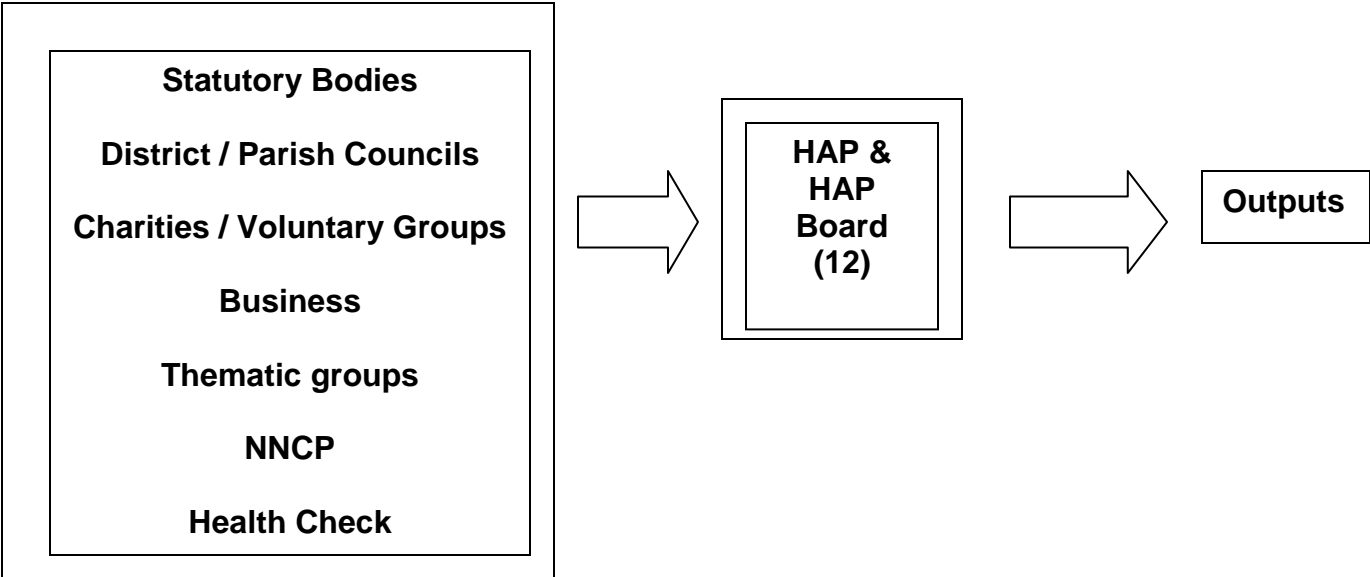 Statutory Bodies
District / Parish Councils
Charities / Voluntary Groups
Business
Thematic groups
NNCP
Health Check
HAP &
HAP
Board
(12)
Outputs